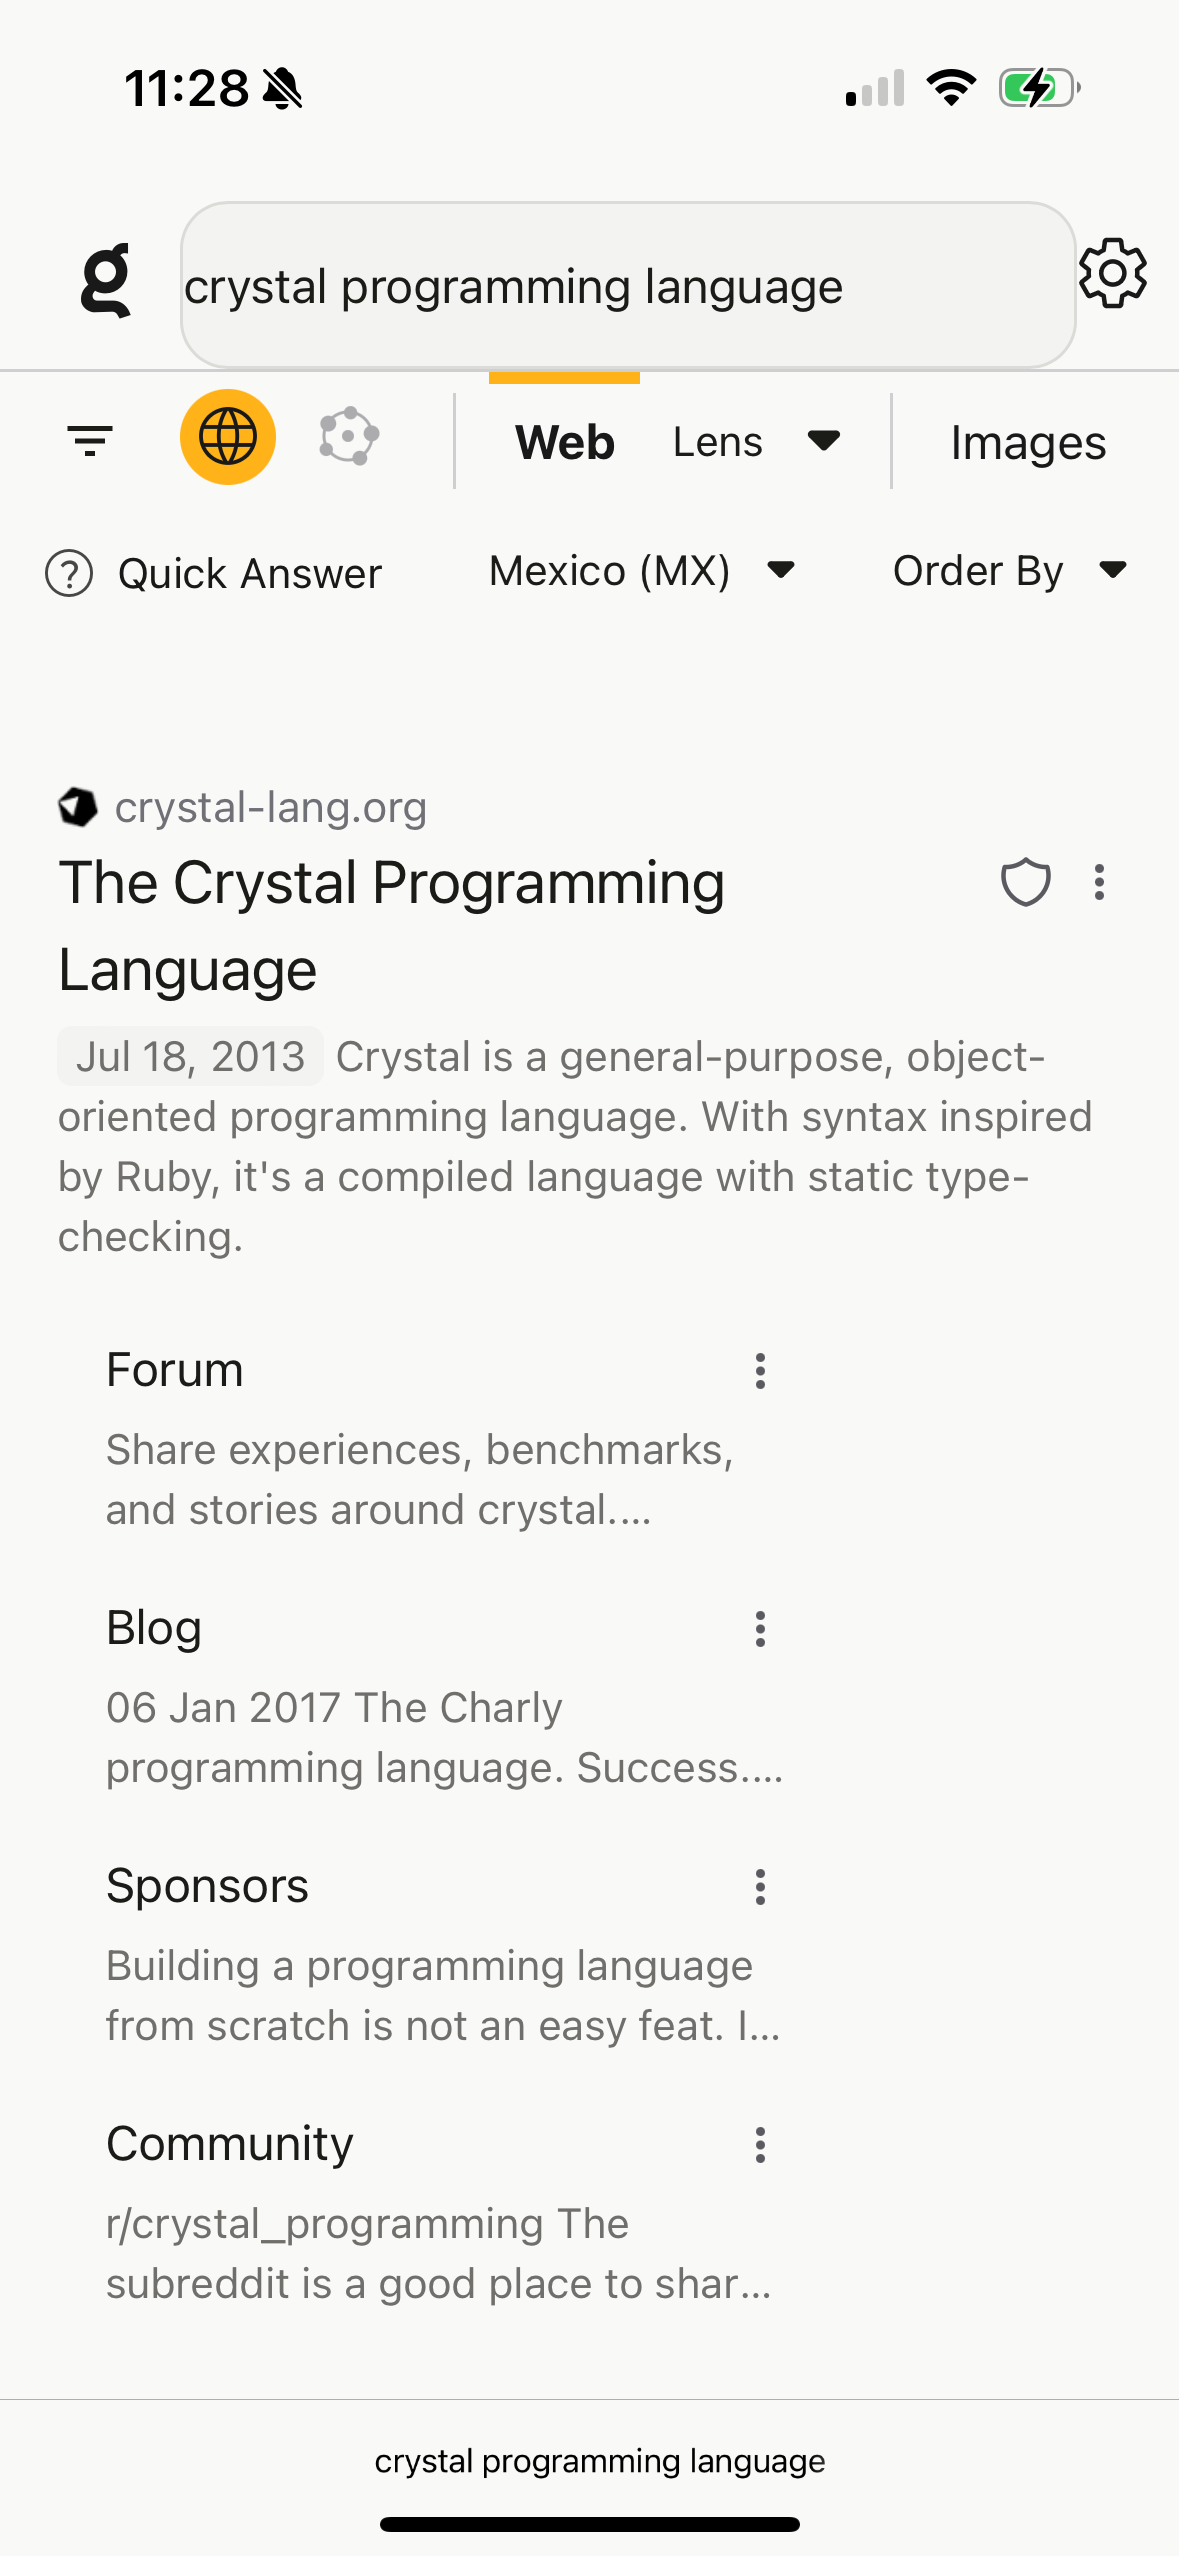 11:28
g
crystal programming language
Web Lens Images
? Quick Answer Mexico (MX) Order By
crystal-lang.org
The Crystal Programming
Language
Jul 18, 2013 Crystal is a general-purpose, object-
oriented programming language. With syntax inspired
by Ruby, it's a compiled language with static type-
checking.
Forum
Share experiences, benchmarks,
and stories around crystal....
Blog
06 Jan 2017 The Charly
programming language. Success....
Sponsors
Building a programming language
from scratch is not an easy feat. I...
Community
r/crystal_programming The
subreddit is a good place to shar...
crystal programming language